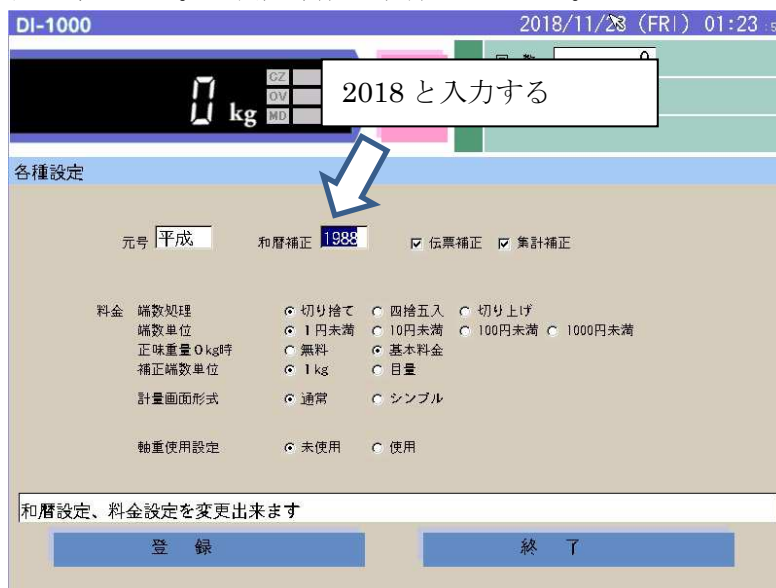 DI-1000 2018/11/23 (FRI) 01:23
0 kg
CZ
OV
MD
0
2018 と入力する
各種設定
元号 平成 和暦補正 1988 伝票補正 集計補正
料金 端数処理 切り捨て 四捨五入 切り上げ
端数単位 1円未満 10円未満 100円未満 1000円未満
正味重量0kg時 無料 基本料金
補正端数単位 1kg 目量
計量画面形式 通常 シンプル
軸重使用設定 未使用 使用
和暦設定、料金設定を変更出来ます
登 録 終 了